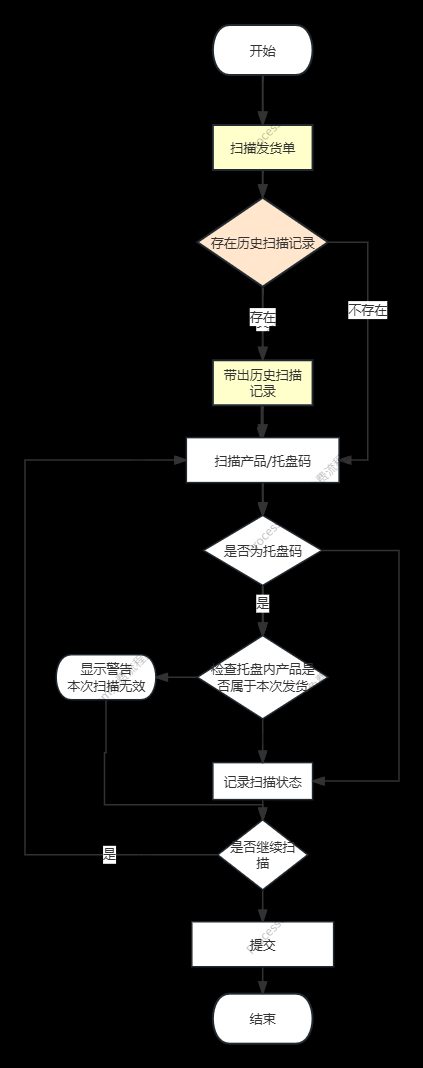 开始
扫描发货单
存在历史扫描记录
存在
不存在
带出历史扫描
记录
扫描产品/托盘码
是否为托盘码
是
检查托盘内产品是
否属于本次发货
显示警告
本次扫描无效
记录扫描状态
是否继续扫
描
是
提交
结束